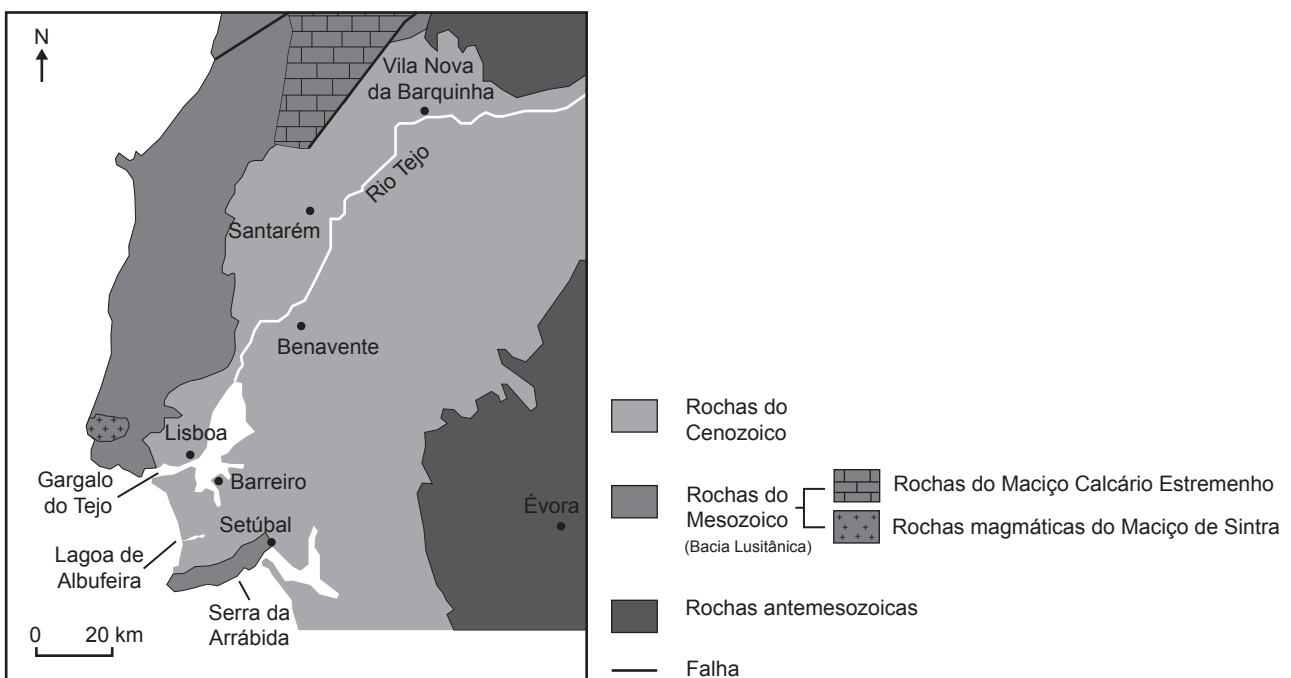 N
Vila Nova
da Barquinha
Rio Tejo
Santarém
Benavente
Lisboa
Gargalo
do Tejo
Barreiro
Évora
Setúbal
Lagoa de
Albufeira
Serra da
Arrábida
0 20 km
Rochas do
Cenozoico
Rochas do
Mesozoico
(Bacia Lusitânica)
Rochas do Maciço Calcário Estremenho
Rochas magmáticas do Maciço de Sintra
Rochas antemesozoicas
Falha